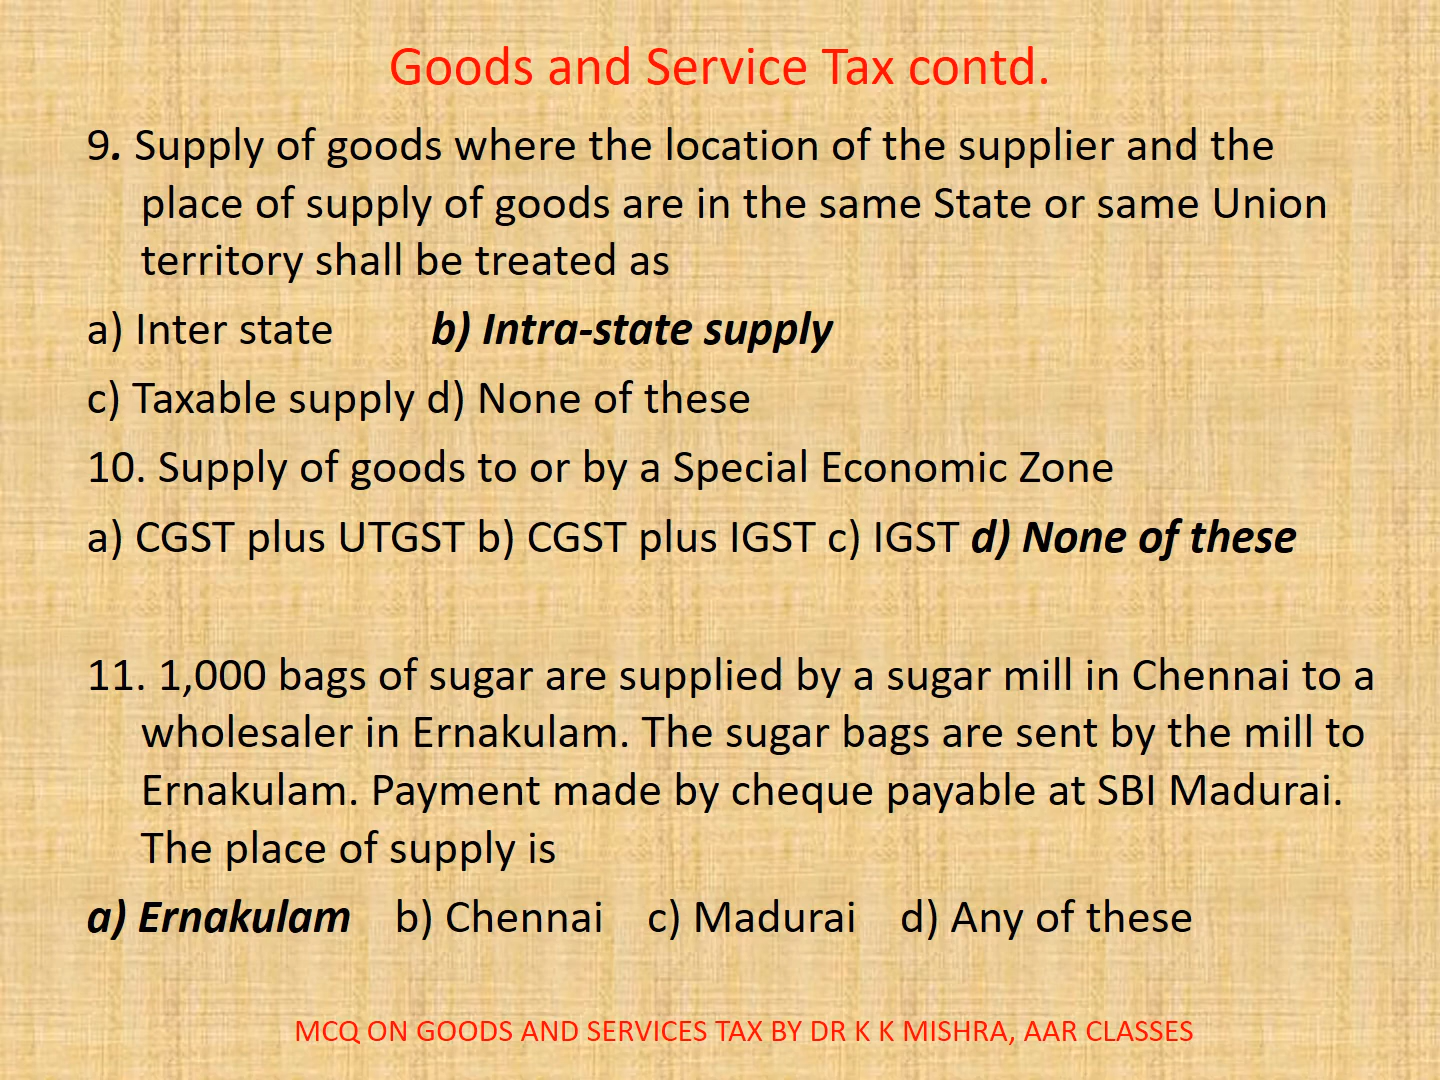 Goods and Service Tax contd.
9. Supply of goods where the location of the supplier and the
place of supply of goods are in the same State or same Union
territory shall be treated as
a) Inter state b) Intra-state supply
c) Taxable supply d) None of these
10. Supply of goods to or by a Special Economic Zone
a) CGST plus UTGST b) CGST plus IGST c) IGST d) None of these
11. 1,000 bags of sugar are supplied by a sugar mill in Chennai to a
wholesaler in Ernakulam. The sugar bags are sent by the mill to
Ernakulam. Payment made by cheque payable at SBI Madurai.
The place of supply is
a) Ernakulam b) Chennai c) Madurai d) Any of these
MCQ ON GOODS AND SERVICES TAX BY DR K K MISHRA, AAR CLASSES